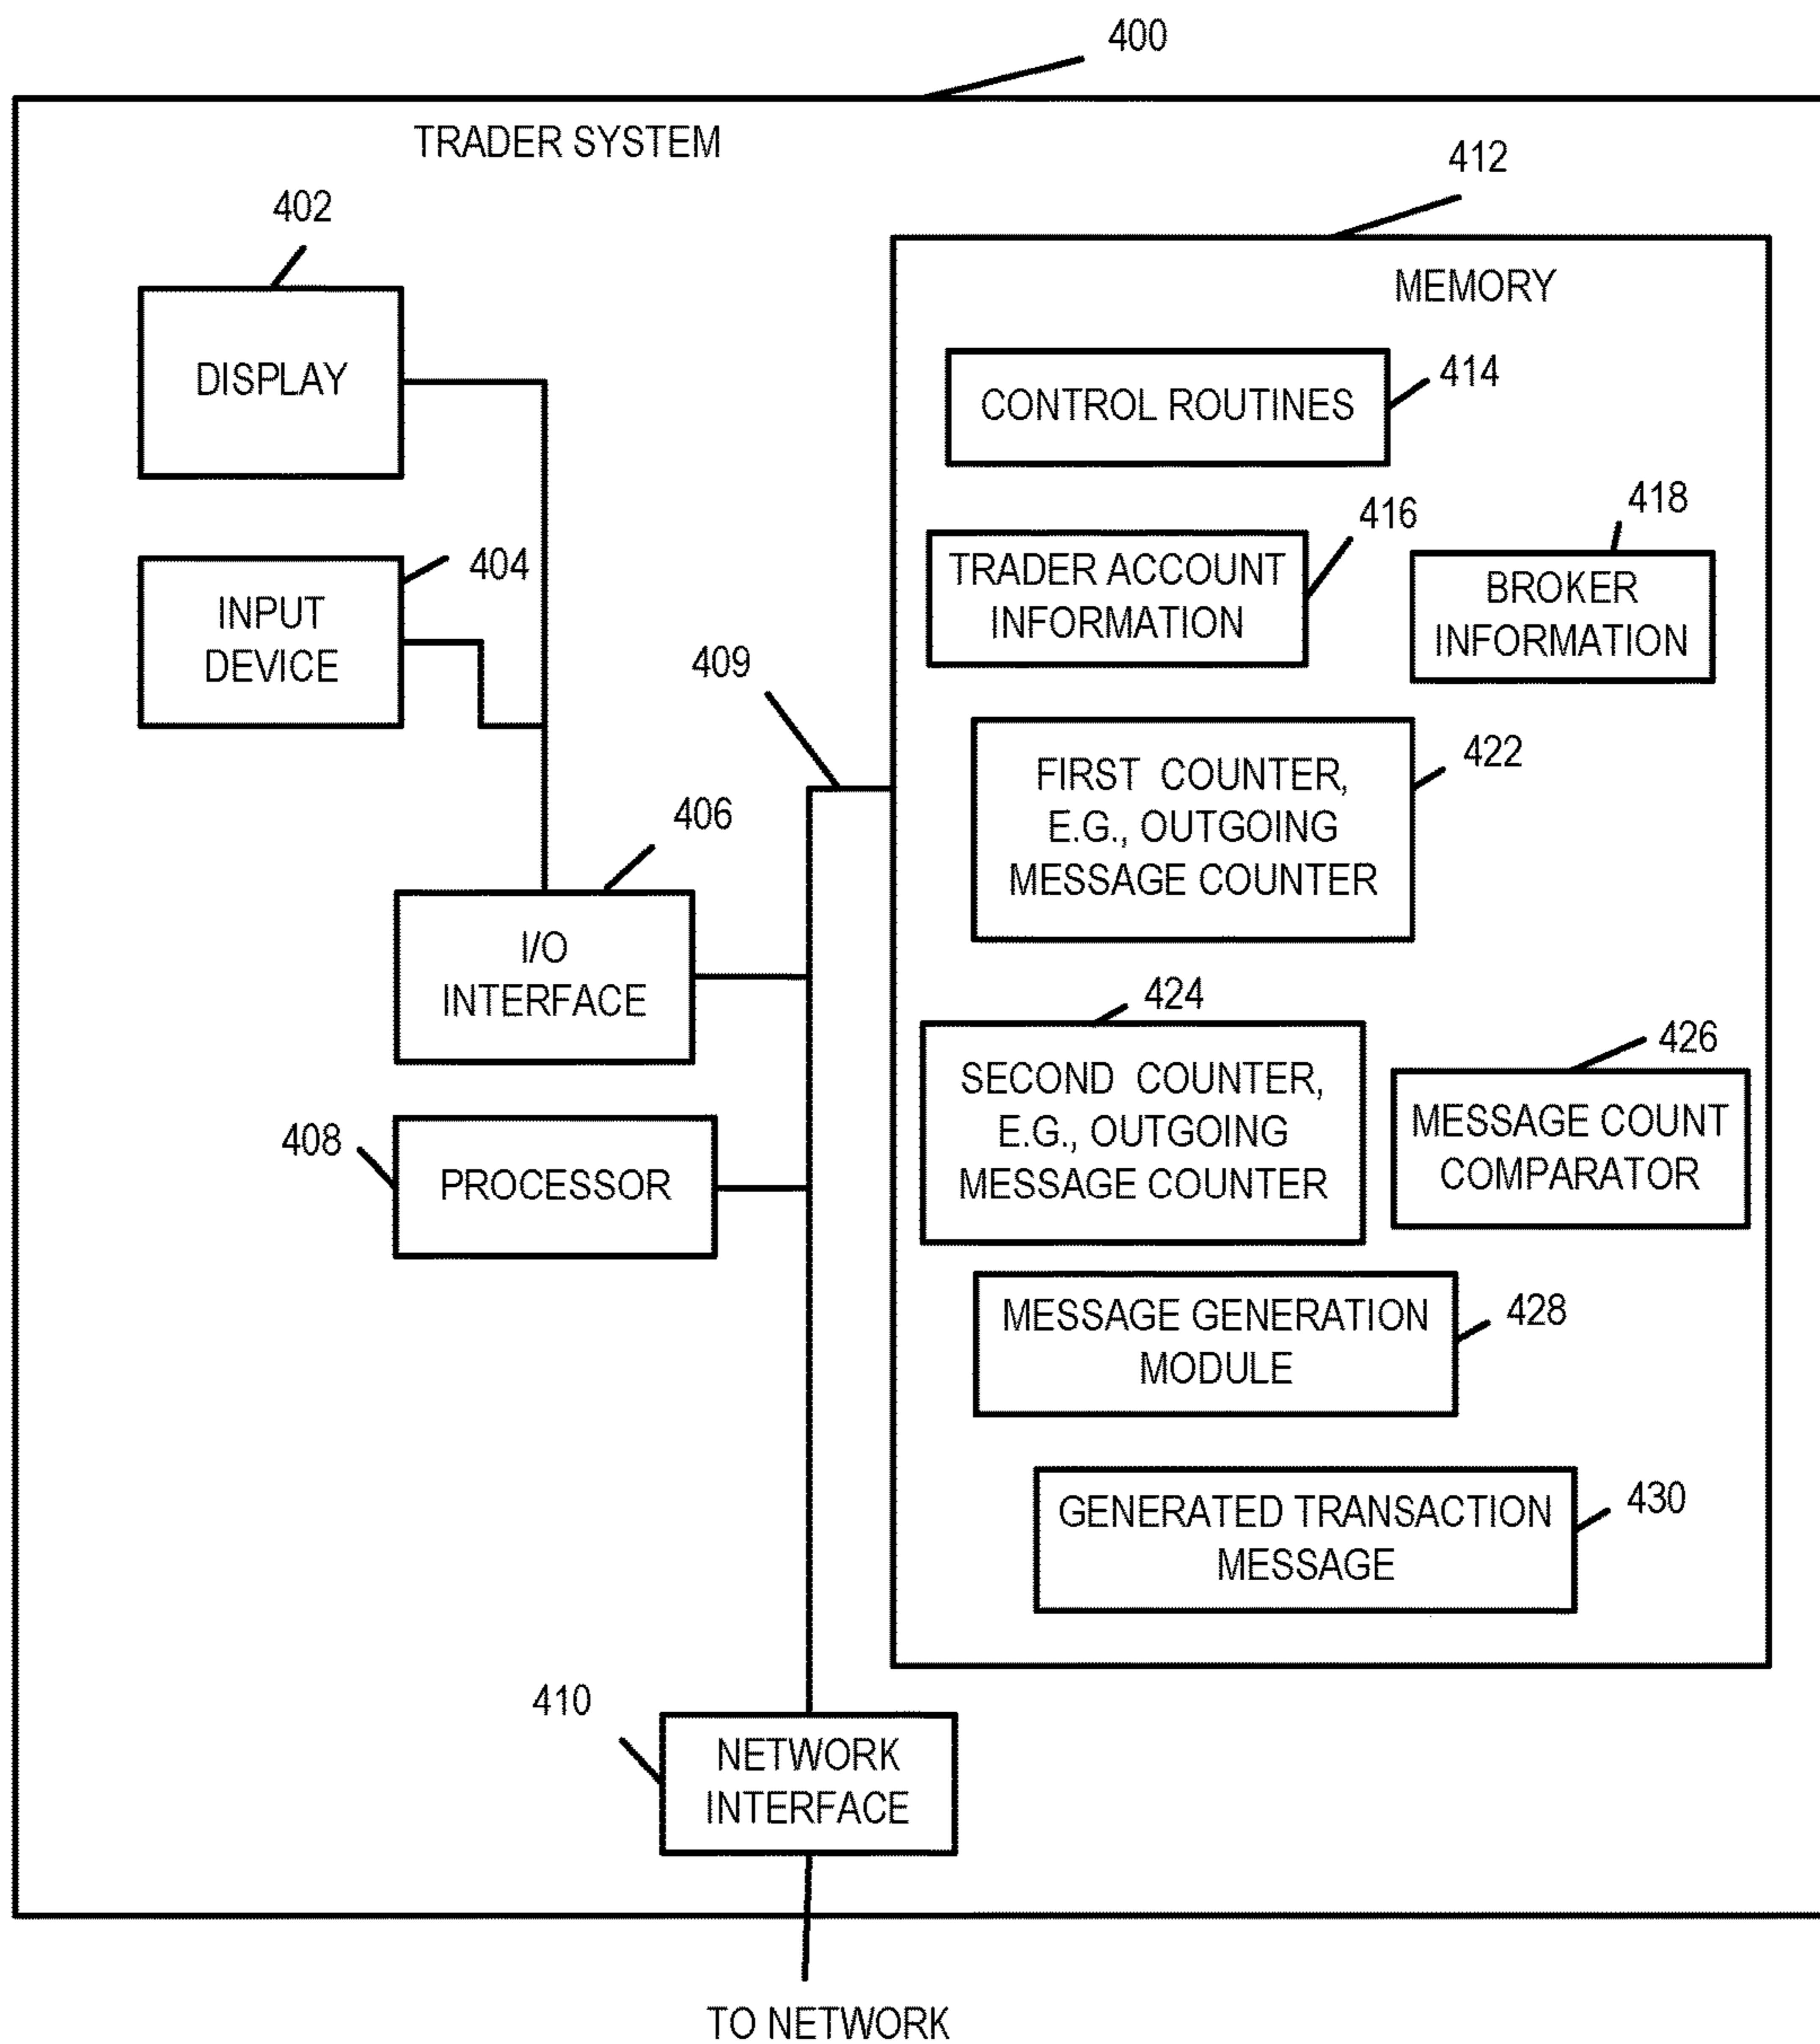 400
TRADER SYSTEM
412
402
MEMORY
DISPLAY
CONTROL ROUTINES
414
416
418
TRADER ACCOUNT
INFORMATION
BROKER
INFORMATION
404
INPUT
DEVICE
409
422
FIRST COUNTER,
E.G., OUTGOING
MESSAGE COUNTER
406
I/O
INTERFACE
424
SECOND COUNTER,
E.G., OUTGOING
MESSAGE COUNTER
426
MESSAGE COUNT
COMPARATOR
408
PROCESSOR
MESSAGE GENERATION
MODULE
428
GENERATED TRANSACTION
MESSAGE
430
410
NETWORK
INTERFACE
TO NETWORK